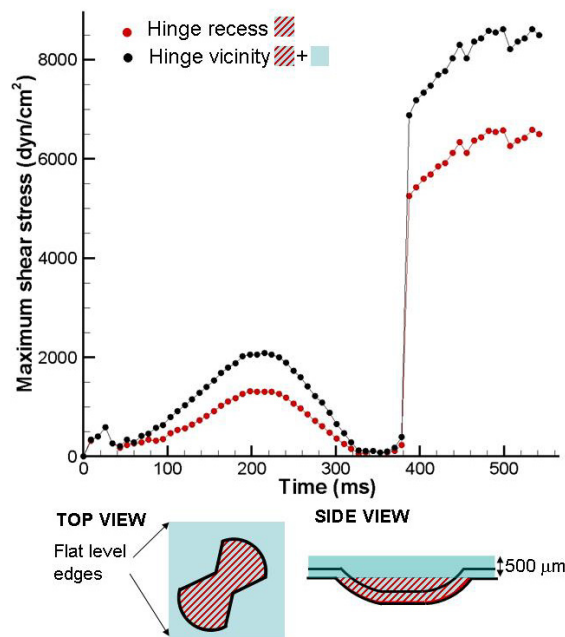 Hinge recess
Hinge vicinity +
Maximum shear stress (dyn/cm²)
8000
6000
4000
2000
0
0 100 200 300 400 500
Time (ms)
TOP VIEW
SIDE VIEW
Flat level
edges
500 μm